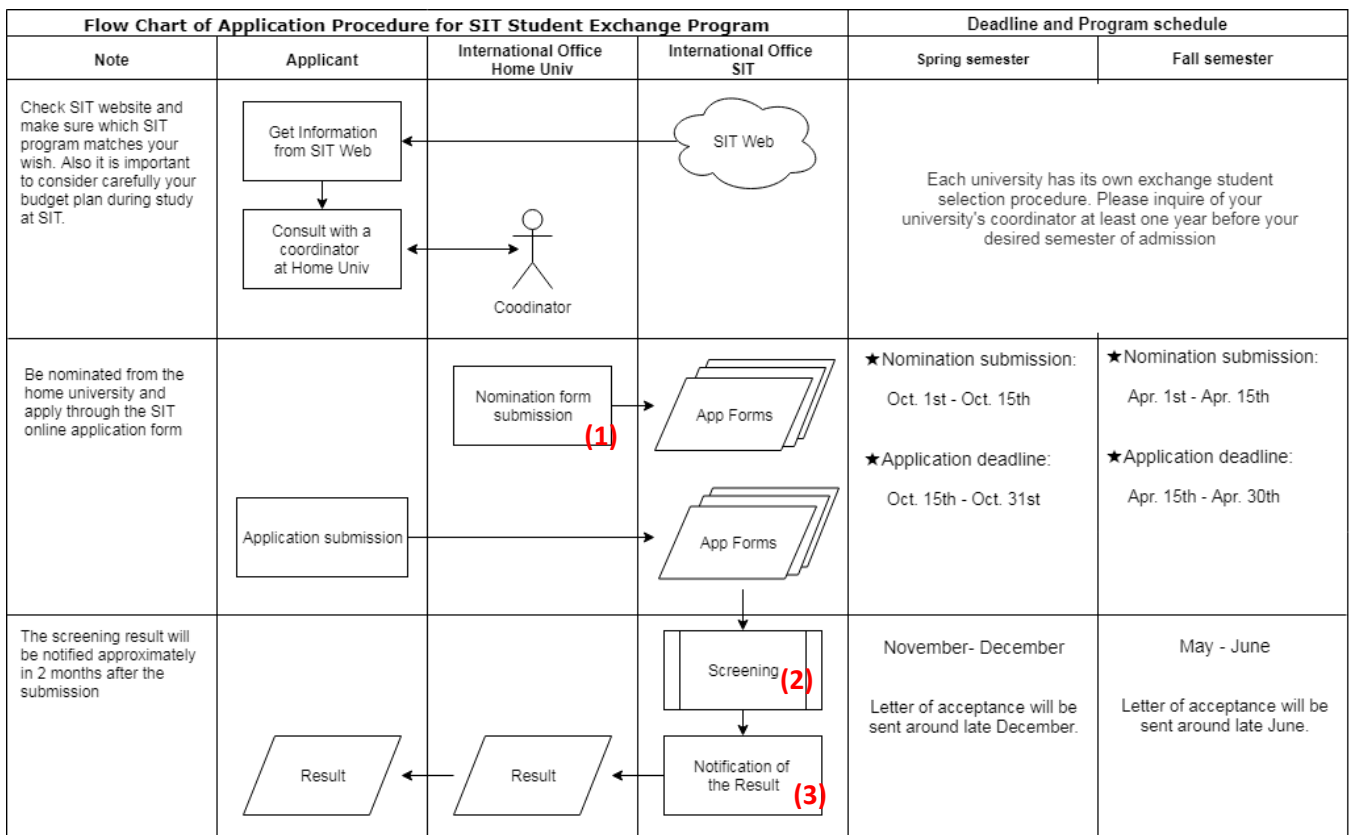 Flow Chart of Application Procedure for SIT Student Exchange Program
Deadline and Program schedule
Note
Applicant
International Office
Home Univ
International Office
SIT
Spring semester
Fall semester
Check SIT website and
make sure which SIT
program matches your
wish. Also it is important
to consider carefully your
budget plan during study
at SIT.
Get Information
from SIT Web
SIT Web
Consult with a
coordinator
at Home Univ
Coodinator
Each university has its own exchange student
selection procedure. Please inquire of your
university's coordinator at least one year before your
desired semester of admission
Be nominated from the
home university and
apply through the SIT
online application form
Nomination form
submission
(1)
App Forms
Application submission
App Forms
★Nomination submission:
Oct. 1st - Oct. 15th
★Application deadline:
Oct. 15th - Oct. 31st
★Nomination submission:
Apr. 1st - Apr. 15th
★Application deadline:
Apr. 15th - Apr. 30th
The screening result will
be notified approximately
in 2 months after the
submission
Screening
(2)
Notification of
the Result
(3)
Result
Result
November- December
Letter of acceptance will be
sent around late December.
May - June
Letter of acceptance will be
sent around late June.